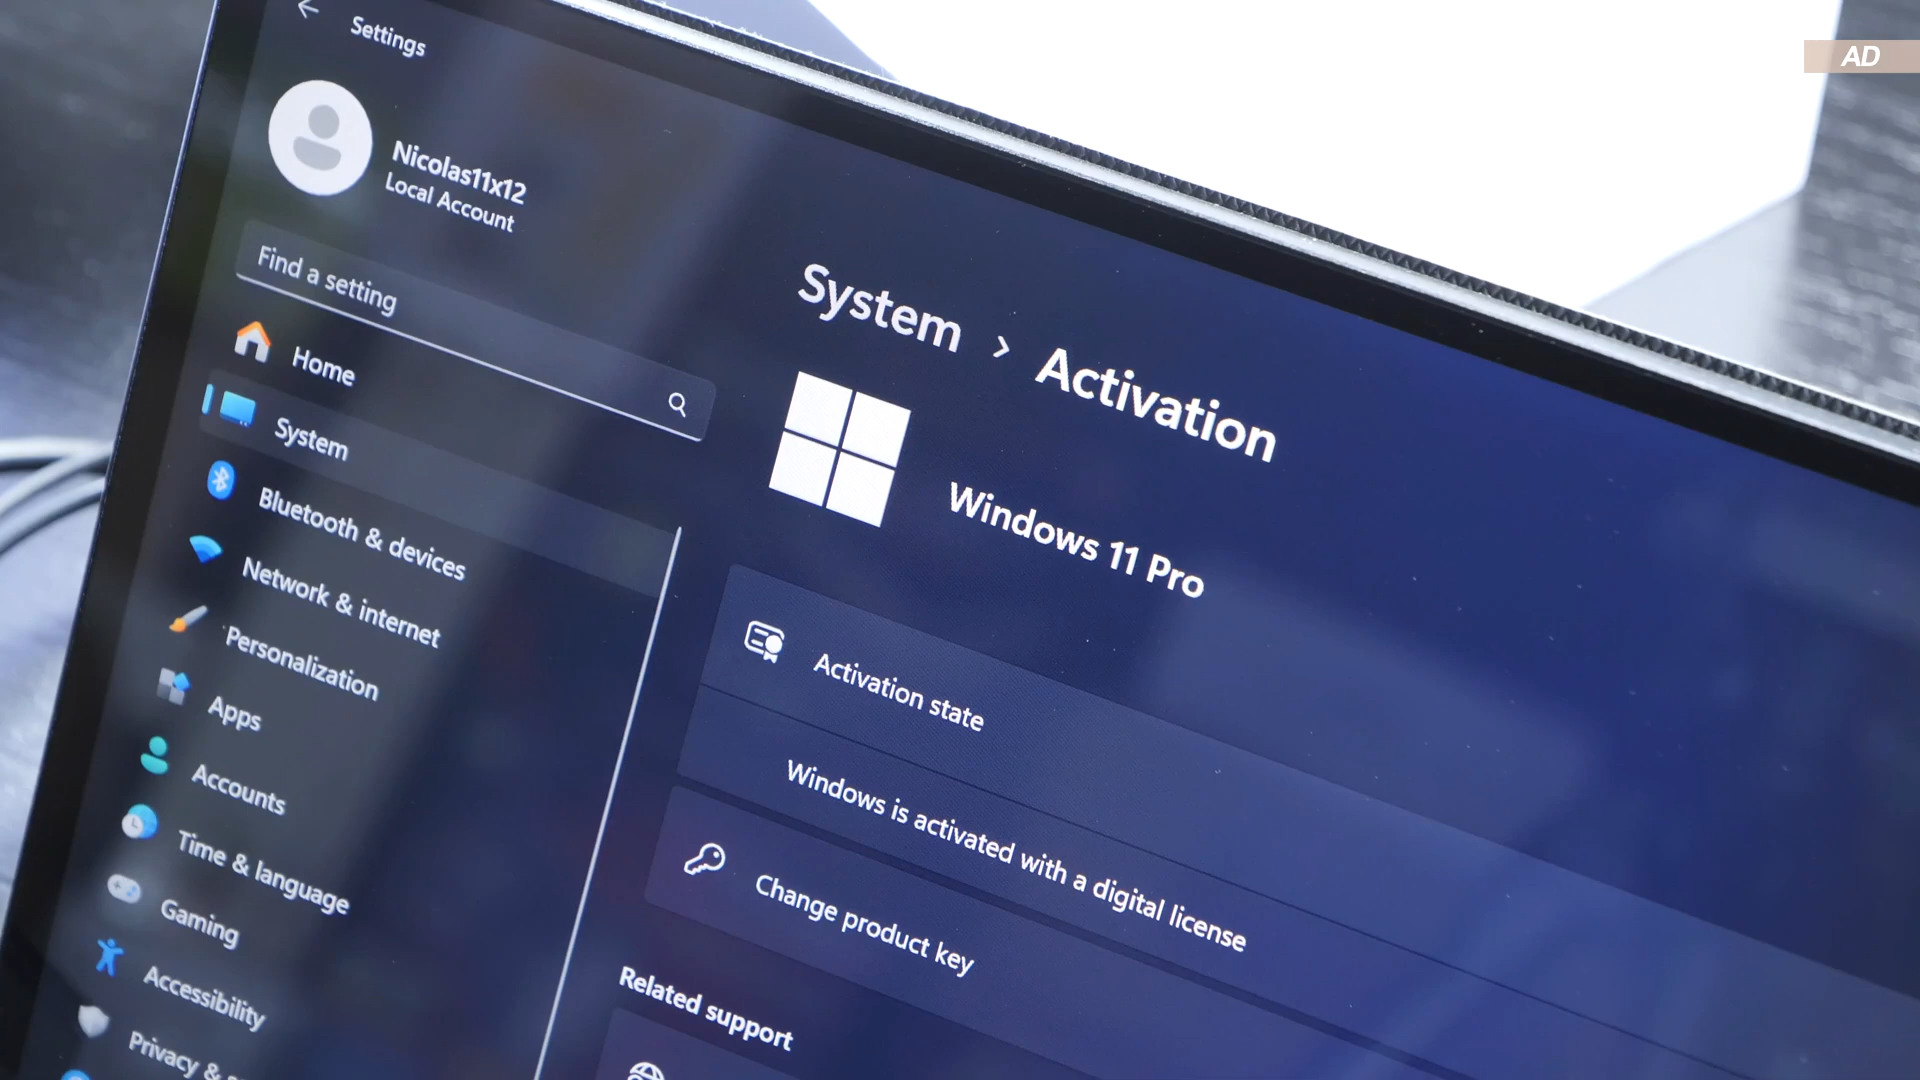 AD
Settings
Nicolas11x12
Local Account
Find a setting
Home
System
Bluetooth & devices
Network & internet
Personalization
Apps
Accounts
Time & language
Gaming
Accessibility
Privacy &
System > Activation
Windows 11 Pro
Activation state
Windows is activated with a digital license
Change product key
Related support